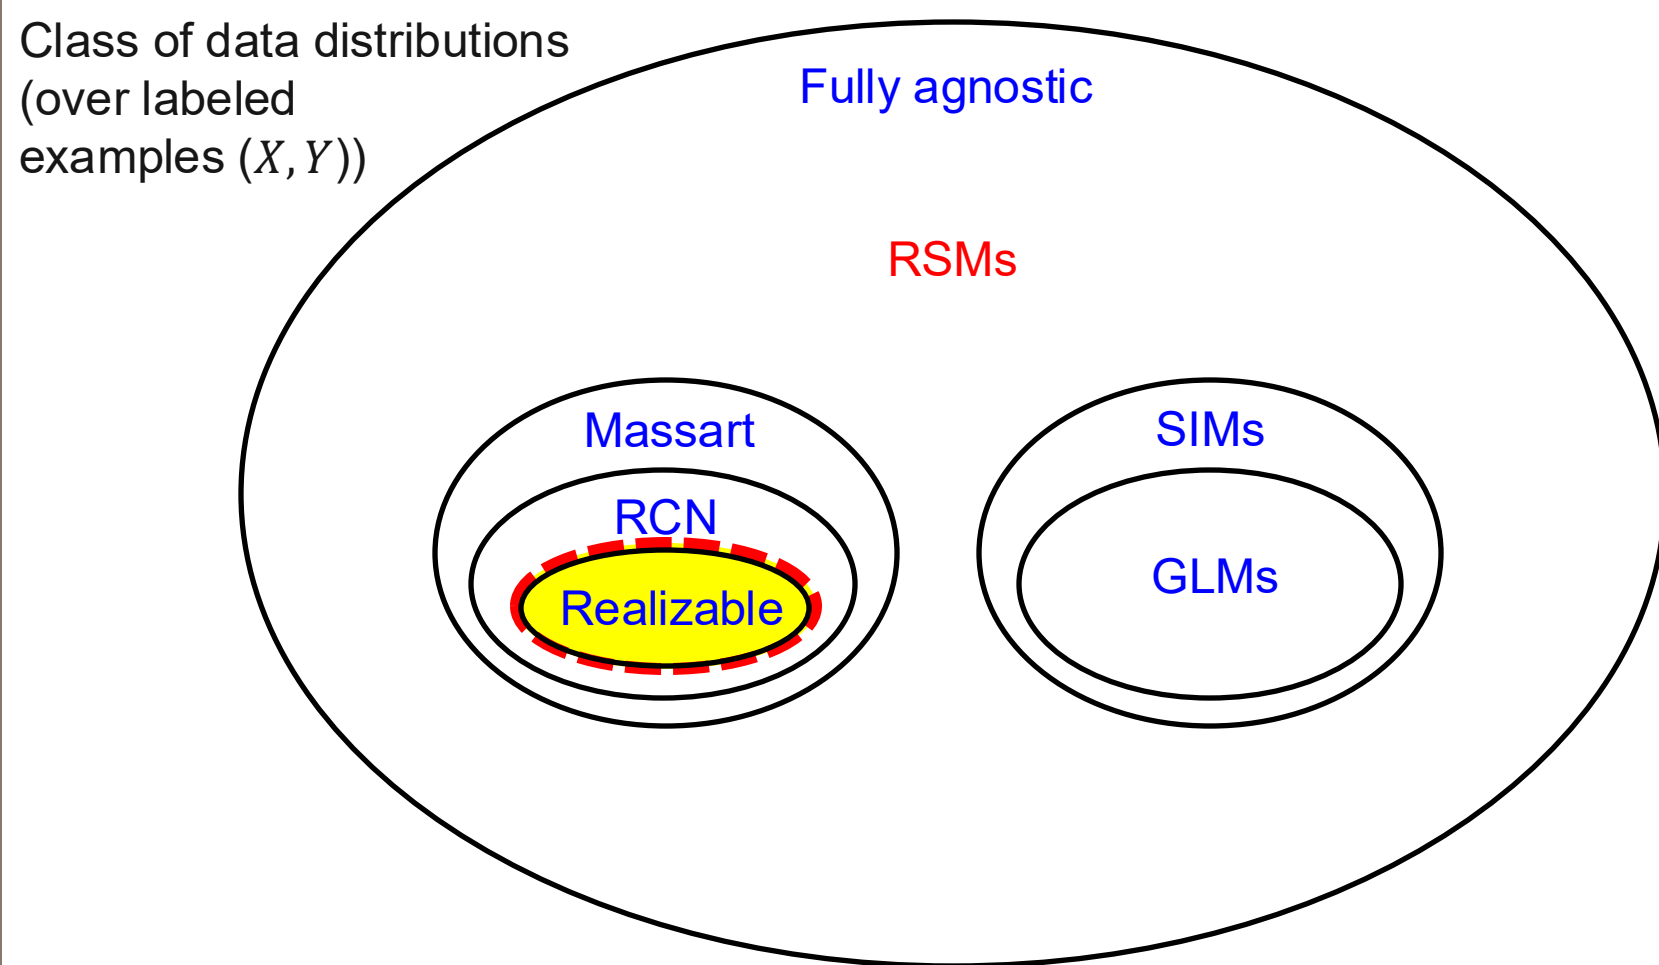 Class of data distributions
(over labeled
examples (X, Y))
Fully agnostic
RSMs
Massart
RCN
Realizable
SIMs
GLMs